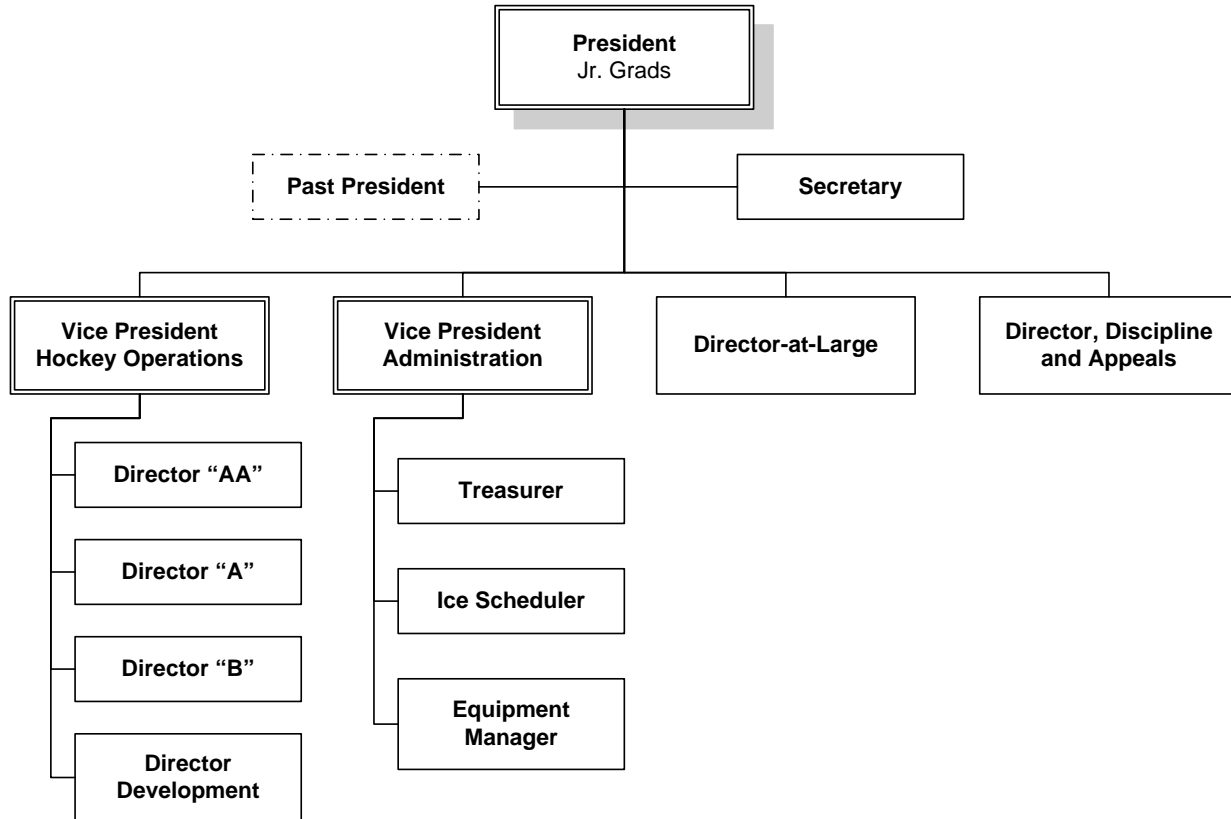 President
Jr. Grads
Past President
Secretary
Vice President
Hockey Operations
Vice President
Administration
Director-at-Large
Director, Discipline
and Appeals
Director “AA”
Director “A”
Director “B”
Director
Development
Treasurer
Ice Scheduler
Equipment
Manager